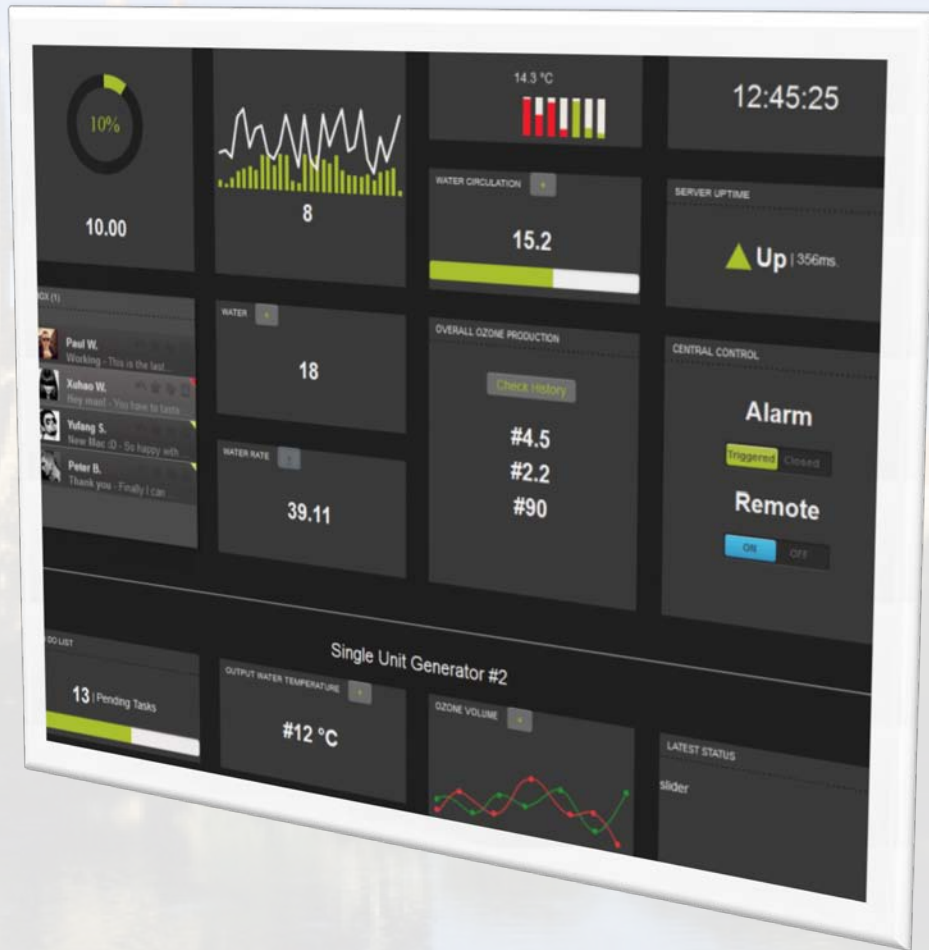 10%
10.00
8
14.3 °C
12:45:25
WATER CIRCULATION +
15.2
SERVER UPTIME
Up | 356ms.
BOX (1)
Paul W.
Working - This is the last...
Xuhao W.
Hey man! - You have to taste
Yufang S.
New Mac :D - So happy with
Peter B.
Thank you - Finally I can
WATER +
18
WATER RATE
39.11
OVERALL OZONE PRODUCTION
Check History
#4.5
#2.2
#90
CENTRAL CONTROL
Alarm
Triggered Closed
Remote
ON OFF
Single Unit Generator #2
DO LIST
13 | Pending Tasks
OUTPUT WATER TEMPERATURE +
#12 °C
OZONE VOLUME +
LATEST STATUS
slider